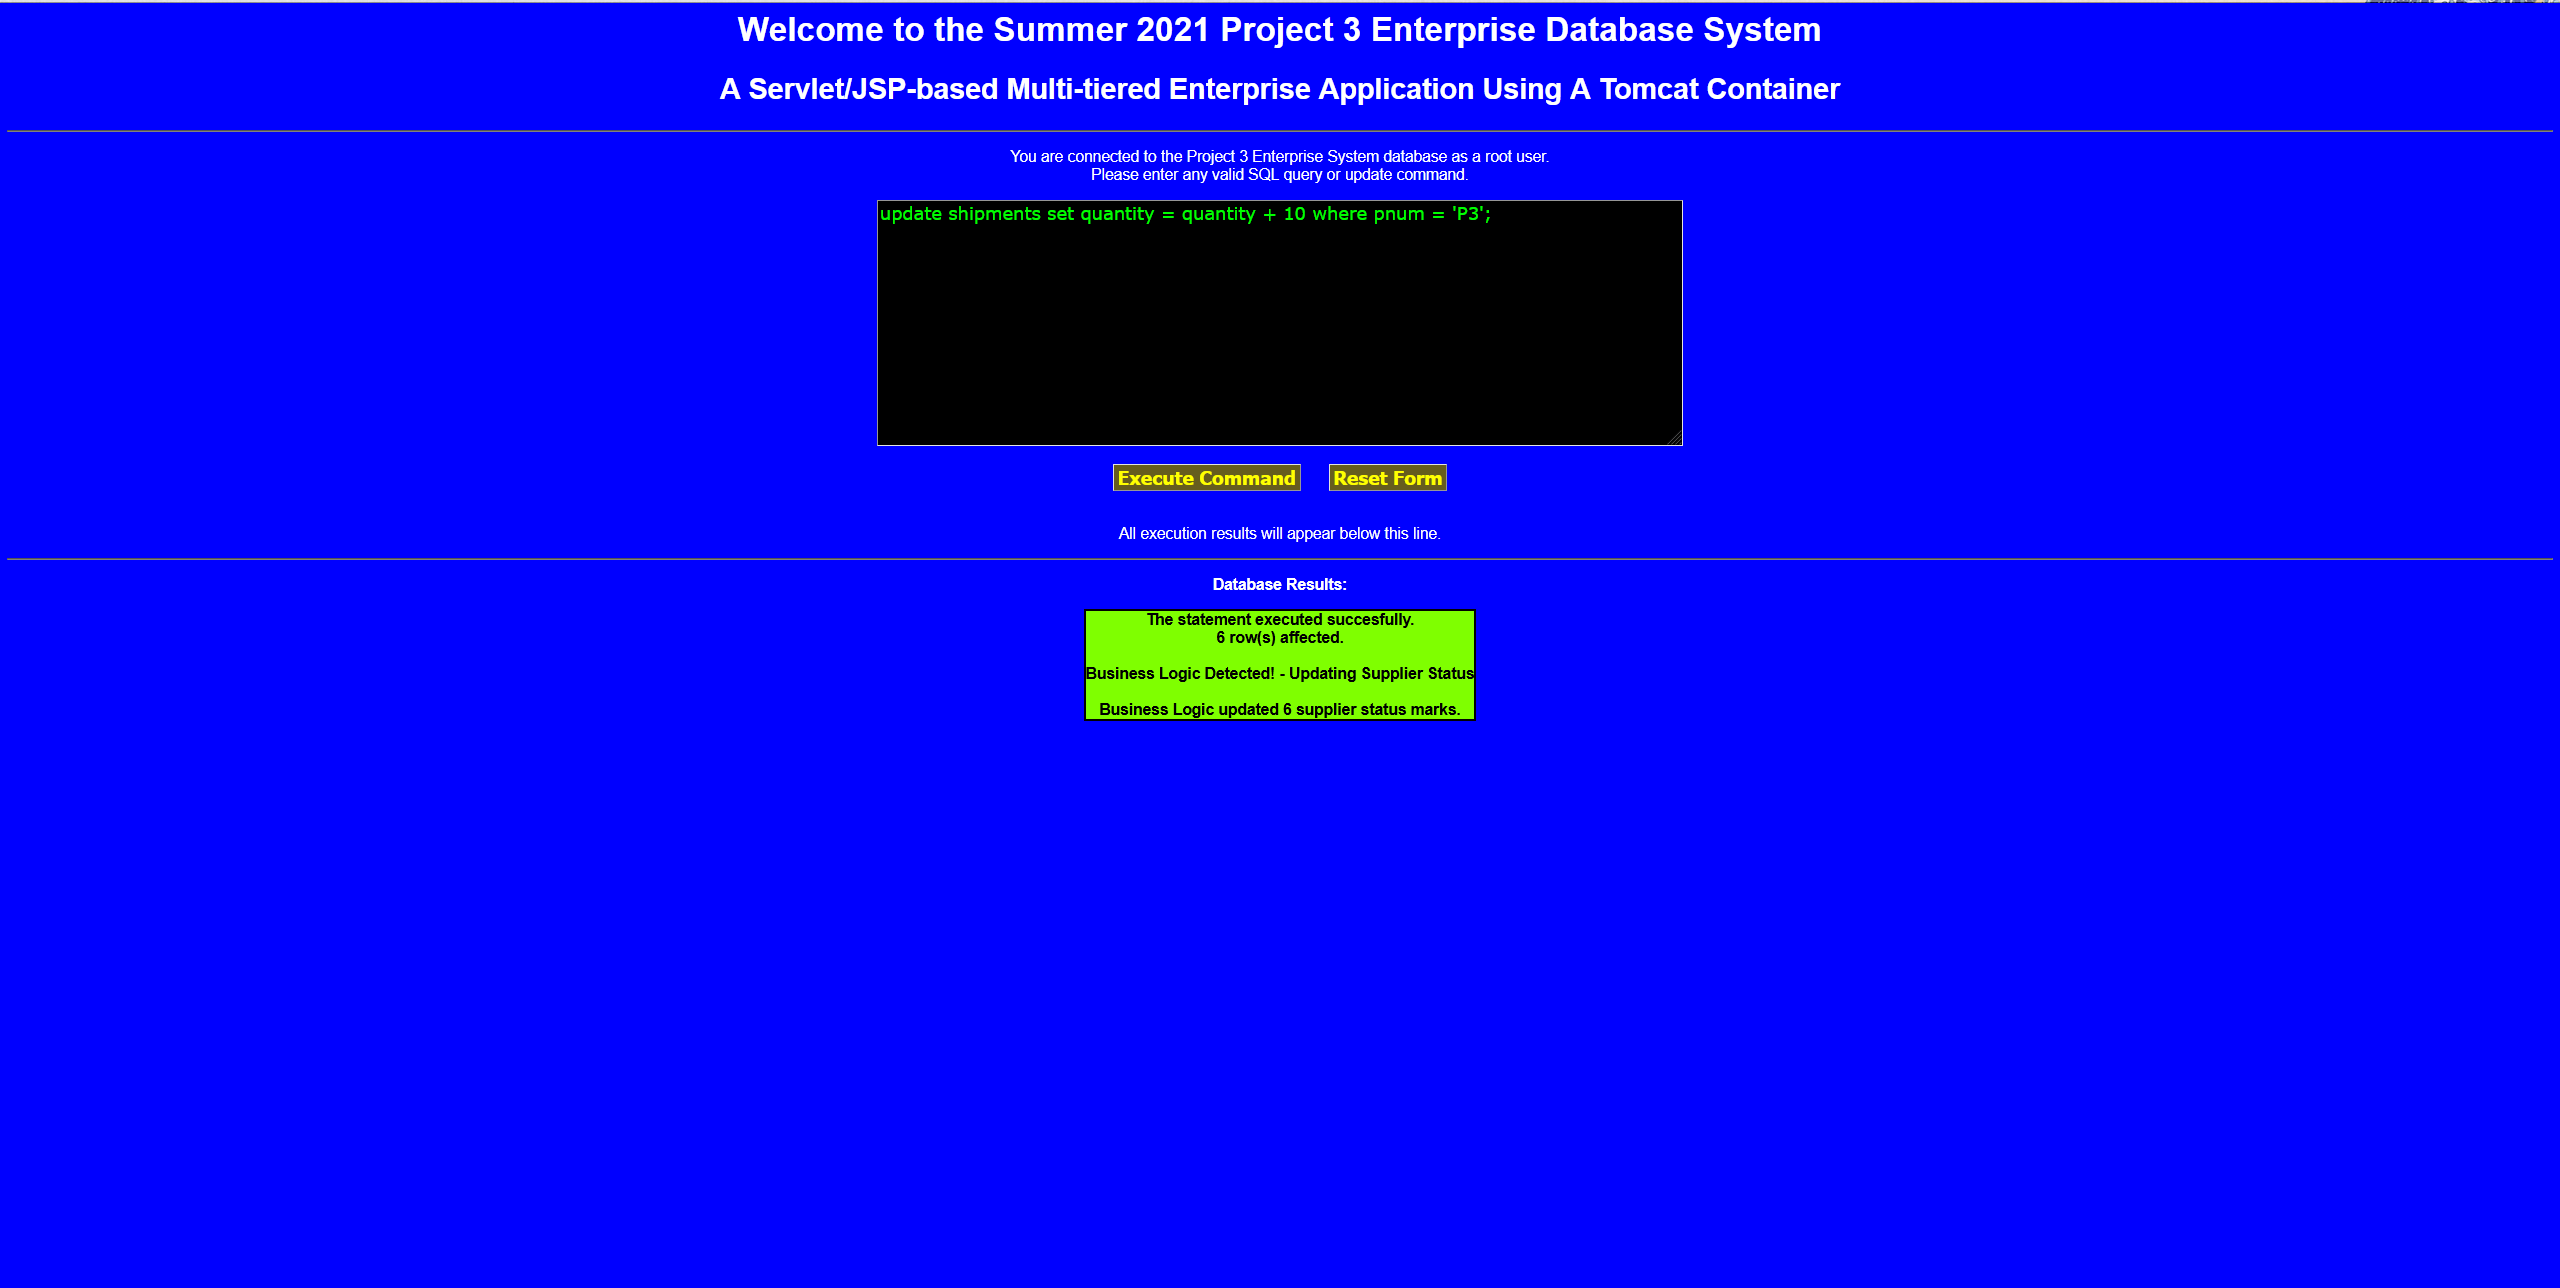 Welcome to the Summer 2021 Project 3 Enterprise Database System
A Servlet/JSP-based Multi-tiered Enterprise Application Using A Tomcat Container
You are connected to the Project 3 Enterprise System database as a root user.
Please enter any valid SQL query or update command.
update shipments set quantity = quantity + 10 where pnum = 'P3';
Execute Command Reset Form
All execution results will appear below this line.
Database Results:
The statement executed succesfully.
6 row(s) affected.
Business Logic Detected! - Updating Supplier Status
Business Logic updated 6 supplier status marks.